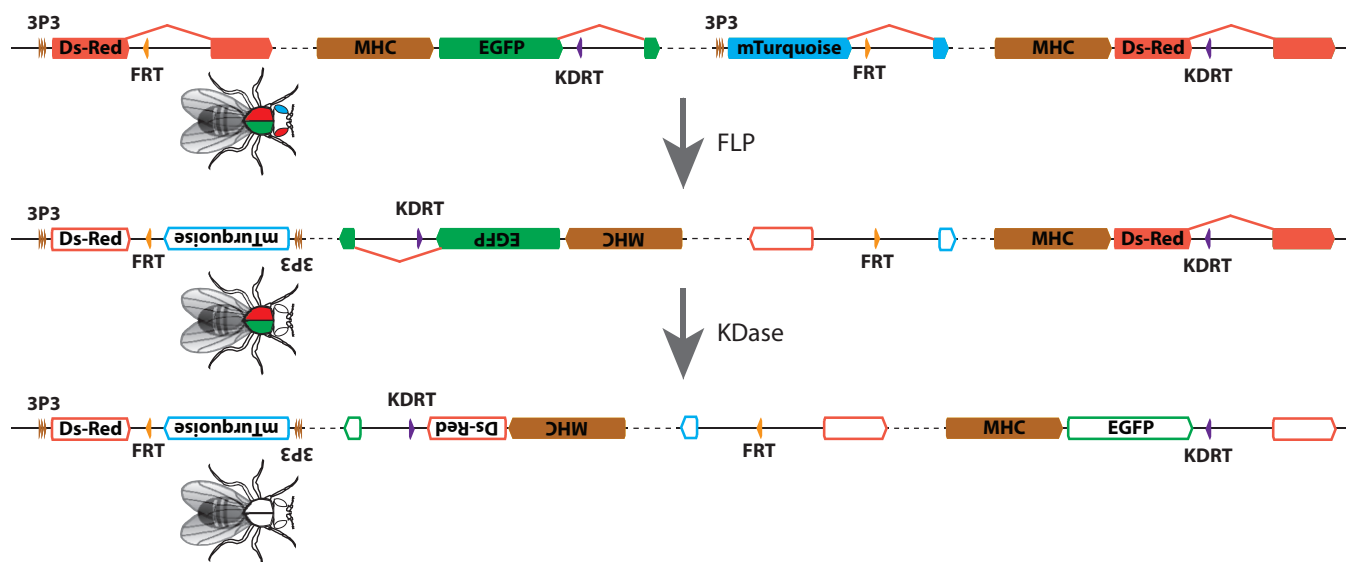 3P3 3P3
Ds-Red MHC EGFP mTurquoise MHC Ds-Red
FRT KDRT FRT KDRT
FLP
3P3 KDRT
Ds-Red mTurquoise EGFP MHC MHC Ds-Red
FRT 3P3 FRT KDRT
KDase
3P3 KDRT
Ds-Red mTurquoise Ds-Red MHC FRT MHC EGFP
FRT 3P3 FRT KDRT